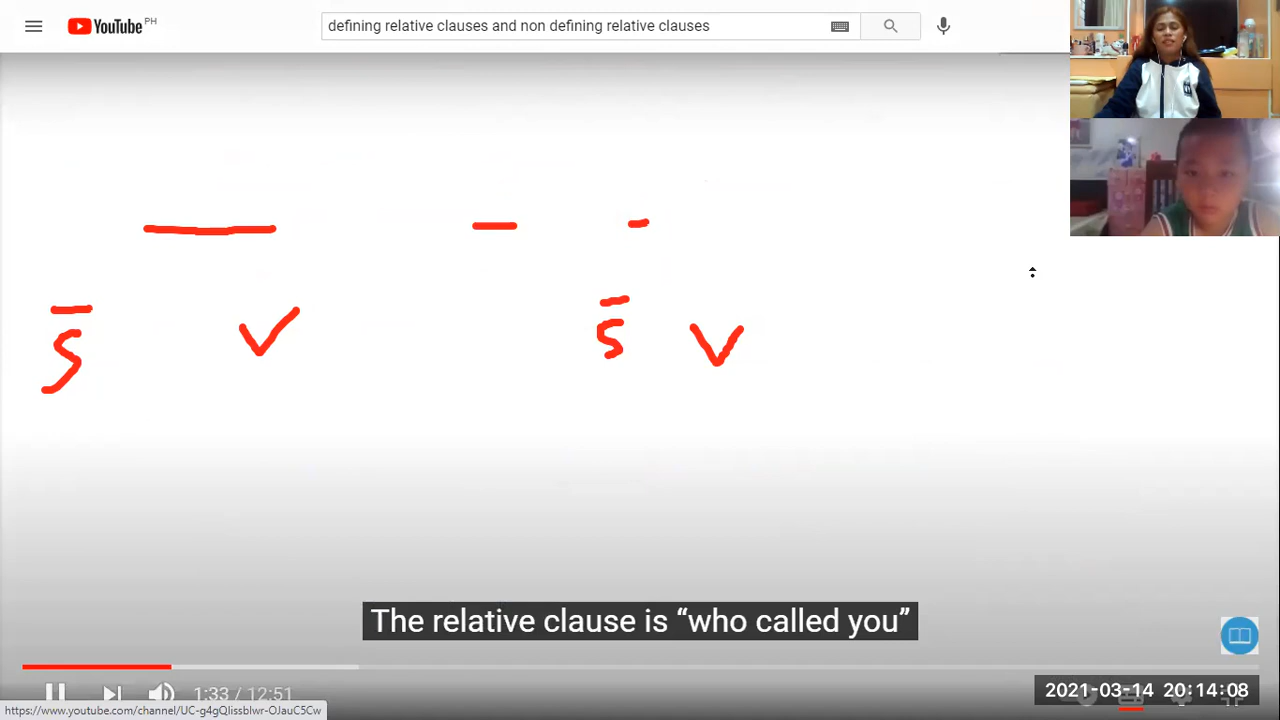 YouTube PH
defining relative clauses and non defining relative clauses
S ✓ S V
The relative clause is “who called you”
1:33 / 12:51
2021-03-14 20:14:08
https://www.youtube.com/channel/UC-g4gQlissblwr-OJauC5Cw